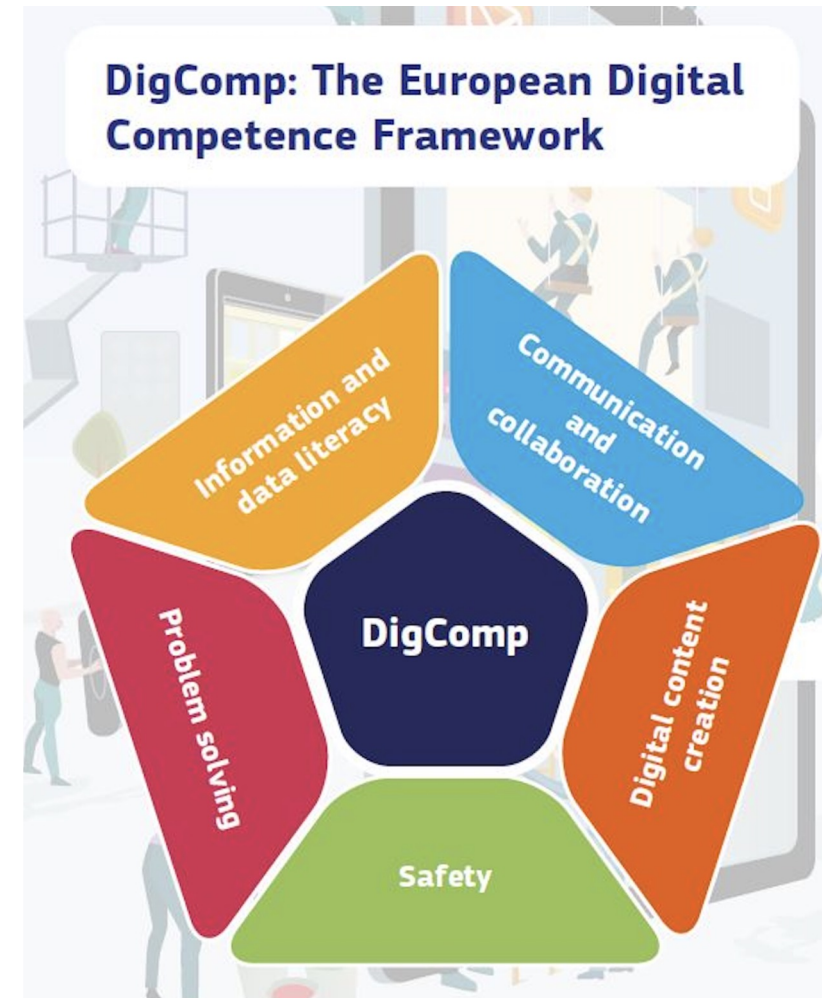 DigComp: The European Digital
Competence Framework
Information and
data literacy
Communication
and
collaboration
DigComp
Problem solving
Digital content
creation
Safety